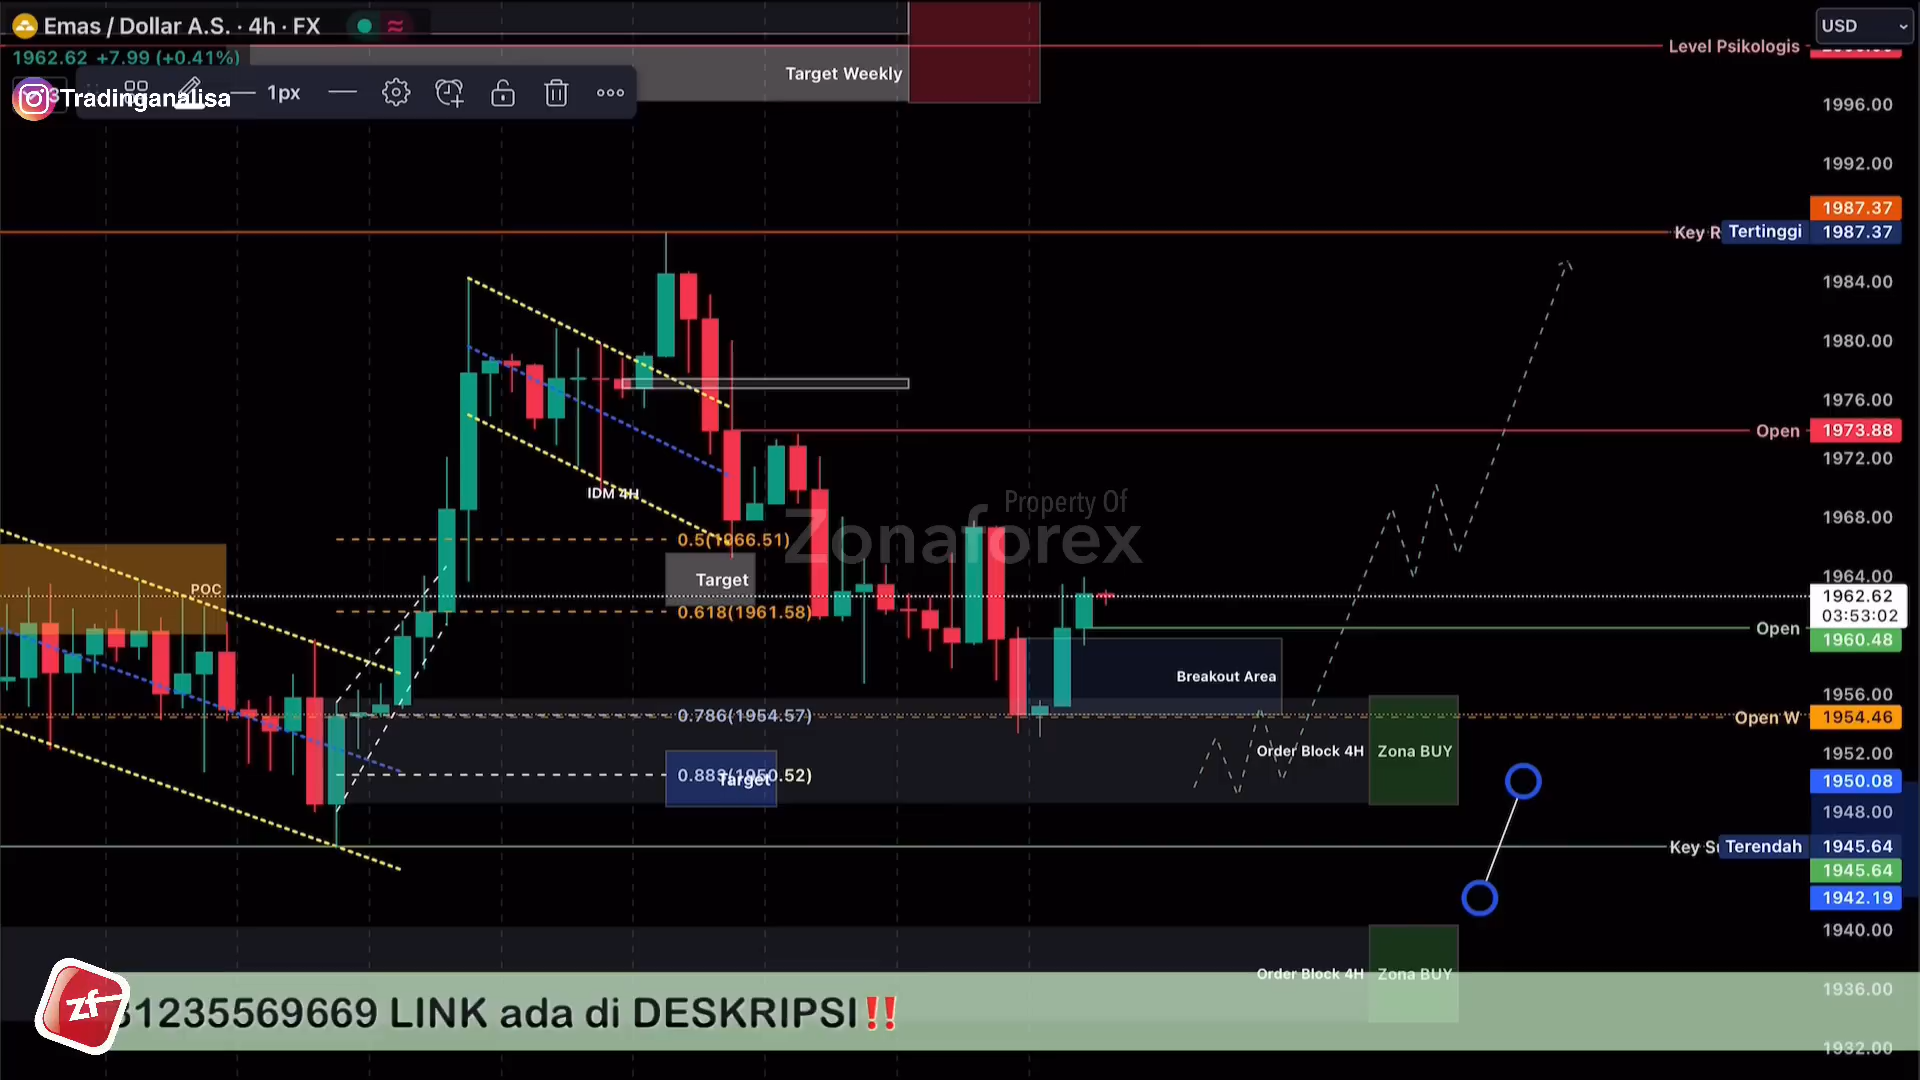 Emas / Dollar A.S. · 4h · FX
1962.62 +7.99 (+0.41%)
Tradinganalisa
1px
USD
Target Weekly
Level Psikologis
1996.00
1992.00
1987.37
Key R
Tertinggi
1987.37
1984.00
1980.00
1976.00
Open
1973.88
1972.00
IDM 4H
Property Of
Zonaforex
1968.00
0.5(1966.51)
Target
POC
1964.00
1962.62
03:53:02
0.618(1961.58)
Open
1960.48
Breakout Area
1956.00
0.786(1954.57)
Open W
1954.46
Order Block 4H
Zona BUY
1952.00
0.883(1950.52)
Target
1950.08
1948.00
Key S
Terendah
1945.64
1945.64
1942.19
1940.00
Order Block 4H
Zona BUY
1936.00
zf
31235569669 LINK ada di DESKRIPSI‼
1932.00